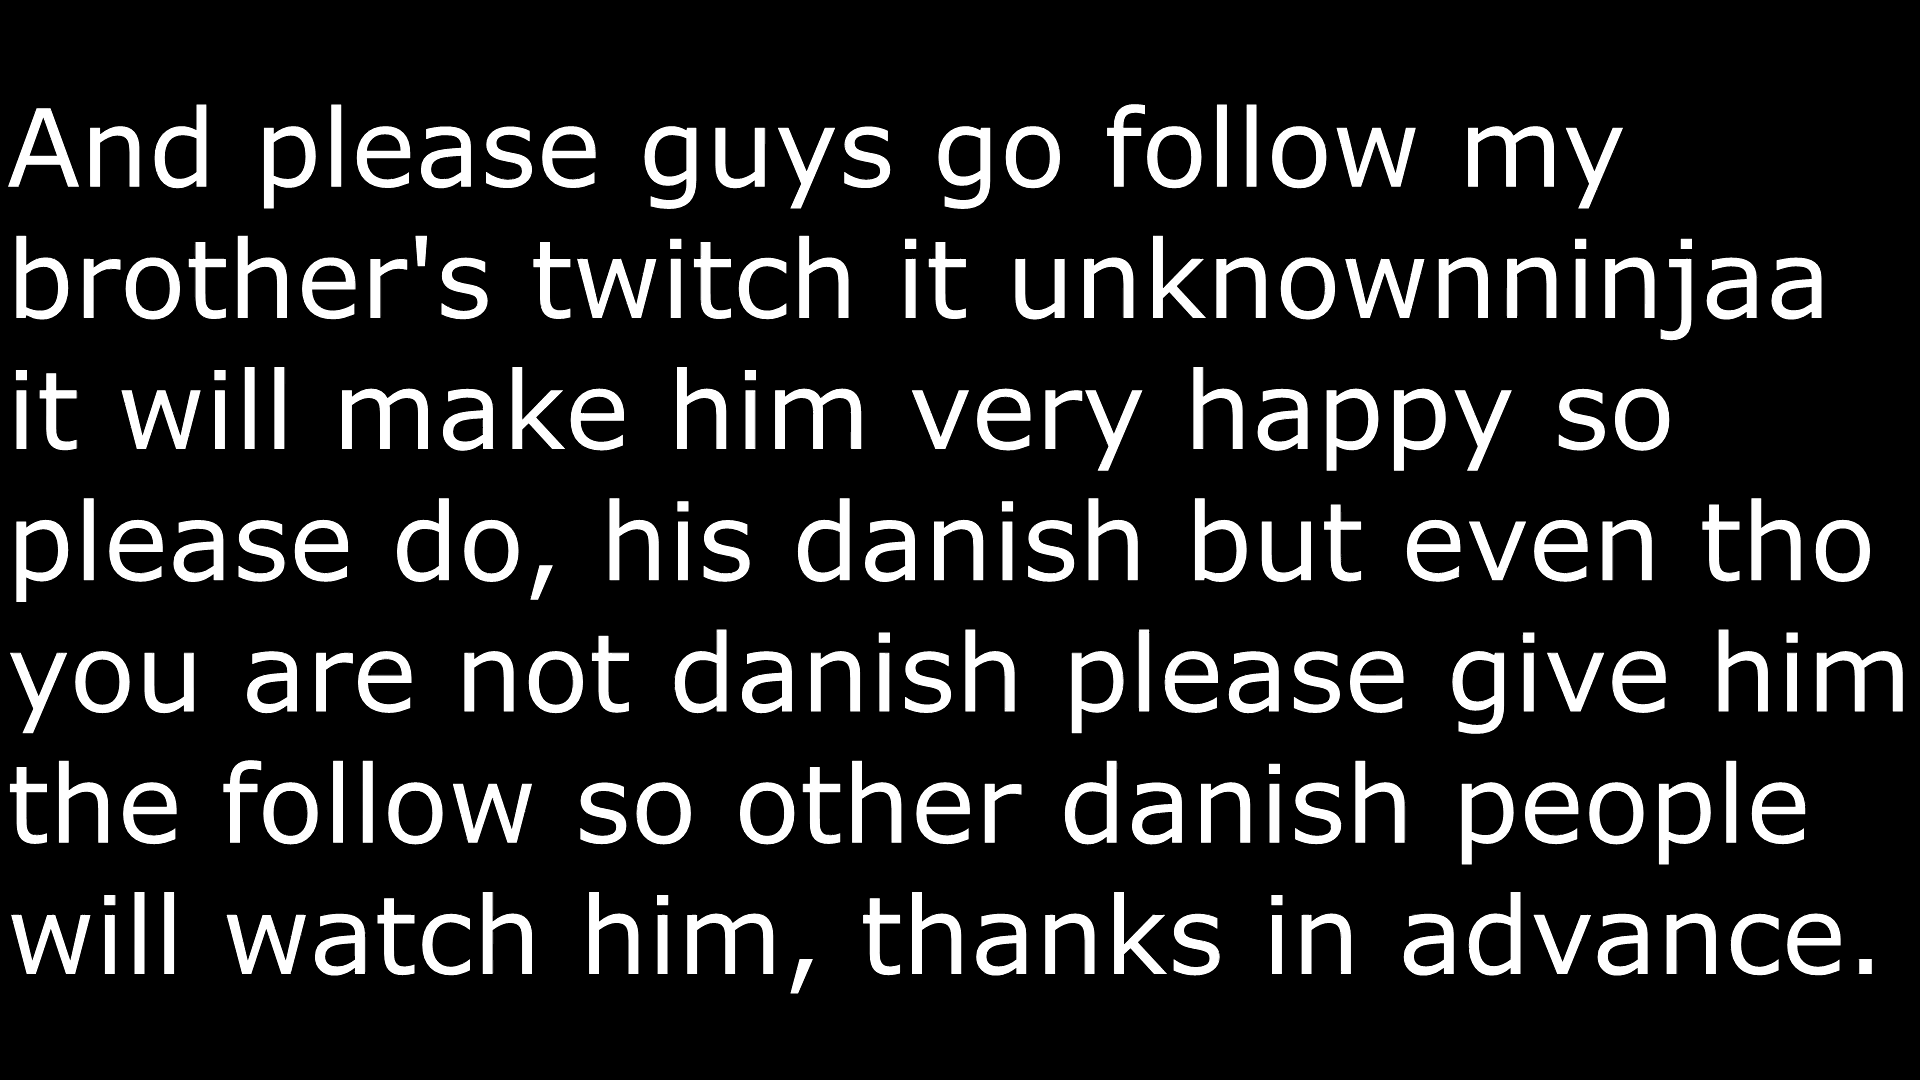 And please guys go follow my
brother's twitch it unknownninjaa
it will make him very happy so
please do, his danish but even tho
you are not danish please give him
the follow so other danish people
will watch him, thanks in advance.